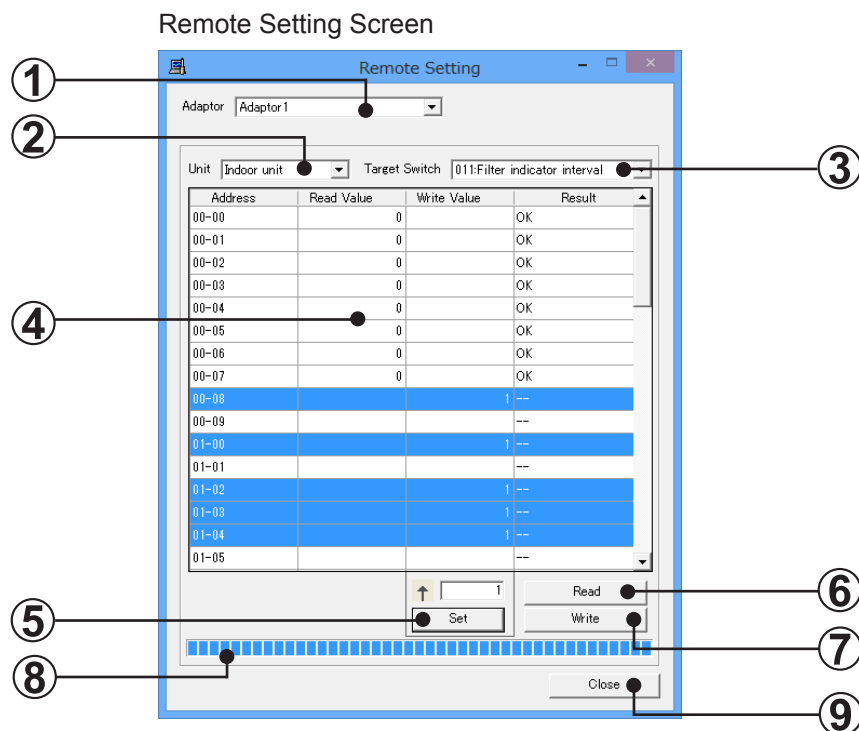 Remote Setting Screen
Remote Setting
1
Adaptor Adaptor1
2
Unit Indoor unit Target Switch 011:Filter indicator interval
3
Address Read Value Write Value Result
00-00 0 OK
00-01 0 OK
00-02 0 OK
00-03 0 OK
00-04 0 OK
4
00-05 0 OK
00-06 0 OK
00-07 0 OK
00-08 1 --
00-09 --
01-00 1 --
01-01 --
01-02 1 --
01-03 1 --
01-04 1 --
01-05 --
↑ 1 Read
6
5
Set Write
7
8
Close
9